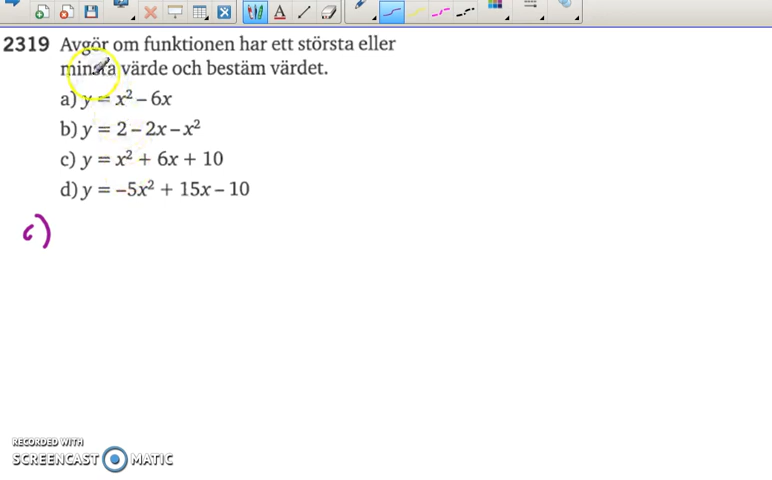 2319 Avgör om funktionen har ett största eller
minsta värde och bestäm värdet.
a) y = x² – 6x
b) y = 2 – 2x – x²
c) y = x² + 6x + 10
d) y = –5x² + 15x – 10
c)
RECORDED WITH
SCREENCAST MATIC